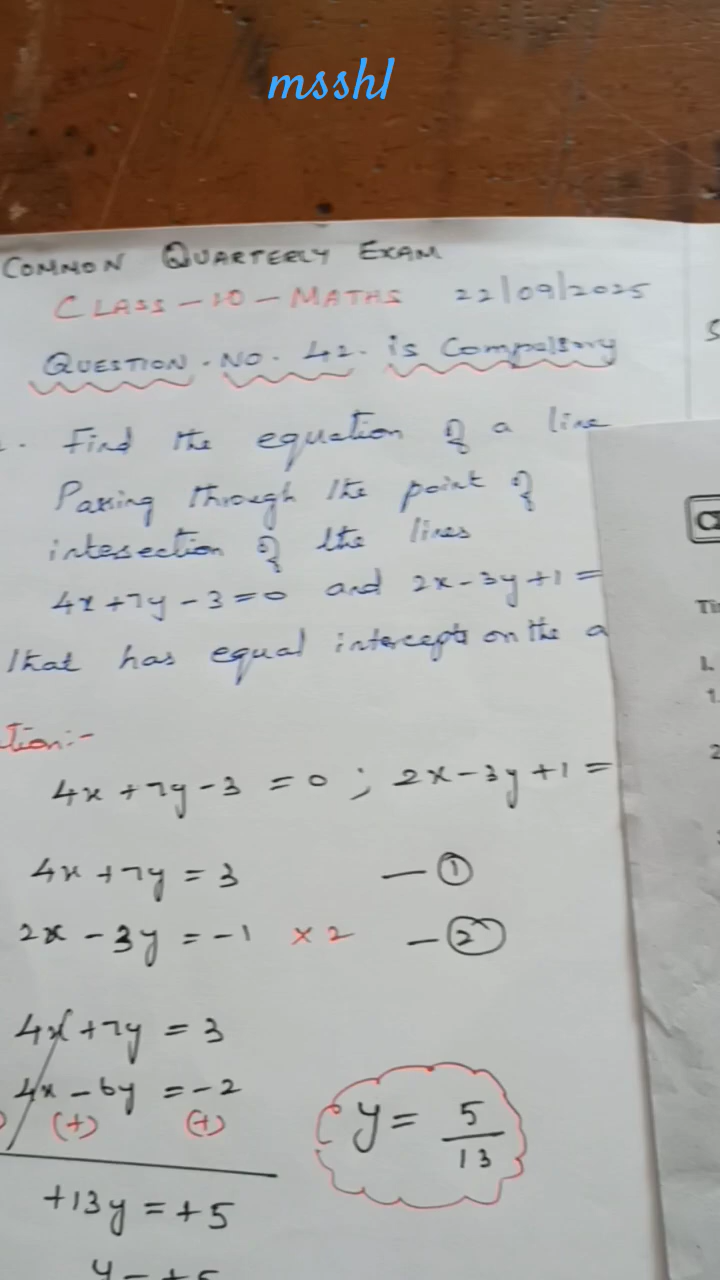 msshl
COMMON QUARTERLY EXAM
CLASS - 10 - MATHS 22/09/2025
QUESTION. NO. 42. is Compolsory
. Find the equation of a line
Passing through the point of
intesection of the lines
4x+7y-3=0 and 2x-3y+1=
that has equal intercepts on the a
tion:-
4x+7y-3=0; 2x-3y+1=
4x+7y=3 —①
2x-3y=-1 ×2 —②
4x+7y=3
4x-6y=-2
(+) (+)
y= 5/13
+13y=+5